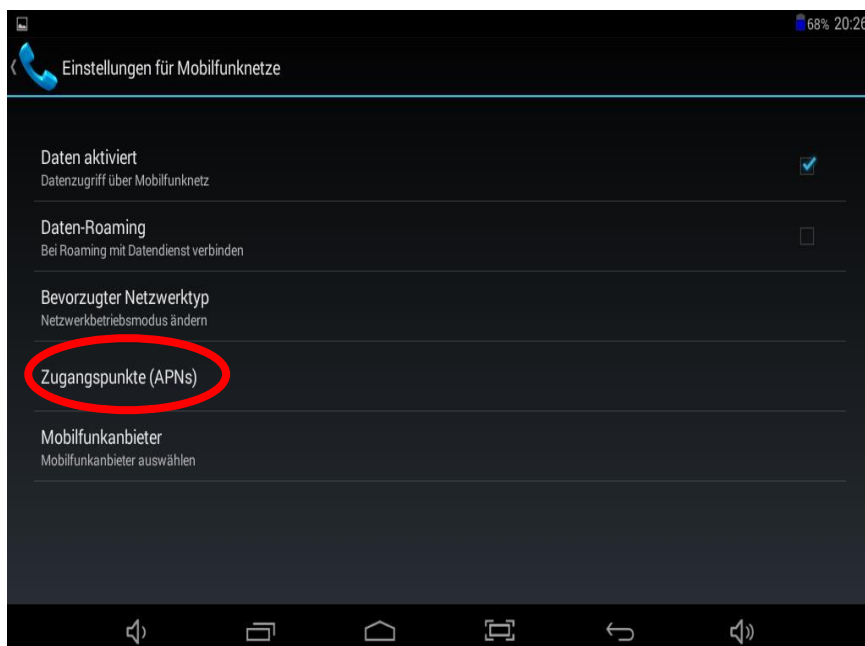 68% 20:26
Einstellungen für Mobilfunknetze
Daten aktiviert
Datenzugriff über Mobilfunknetz
Daten-Roaming
Bei Roaming mit Datendienst verbinden
Bevorzugter Netzwerktyp
Netzwerkbetriebsmodus ändern
Zugangspunkte (APNs)
Mobilfunkanbieter
Mobilfunkanbieter auswählen